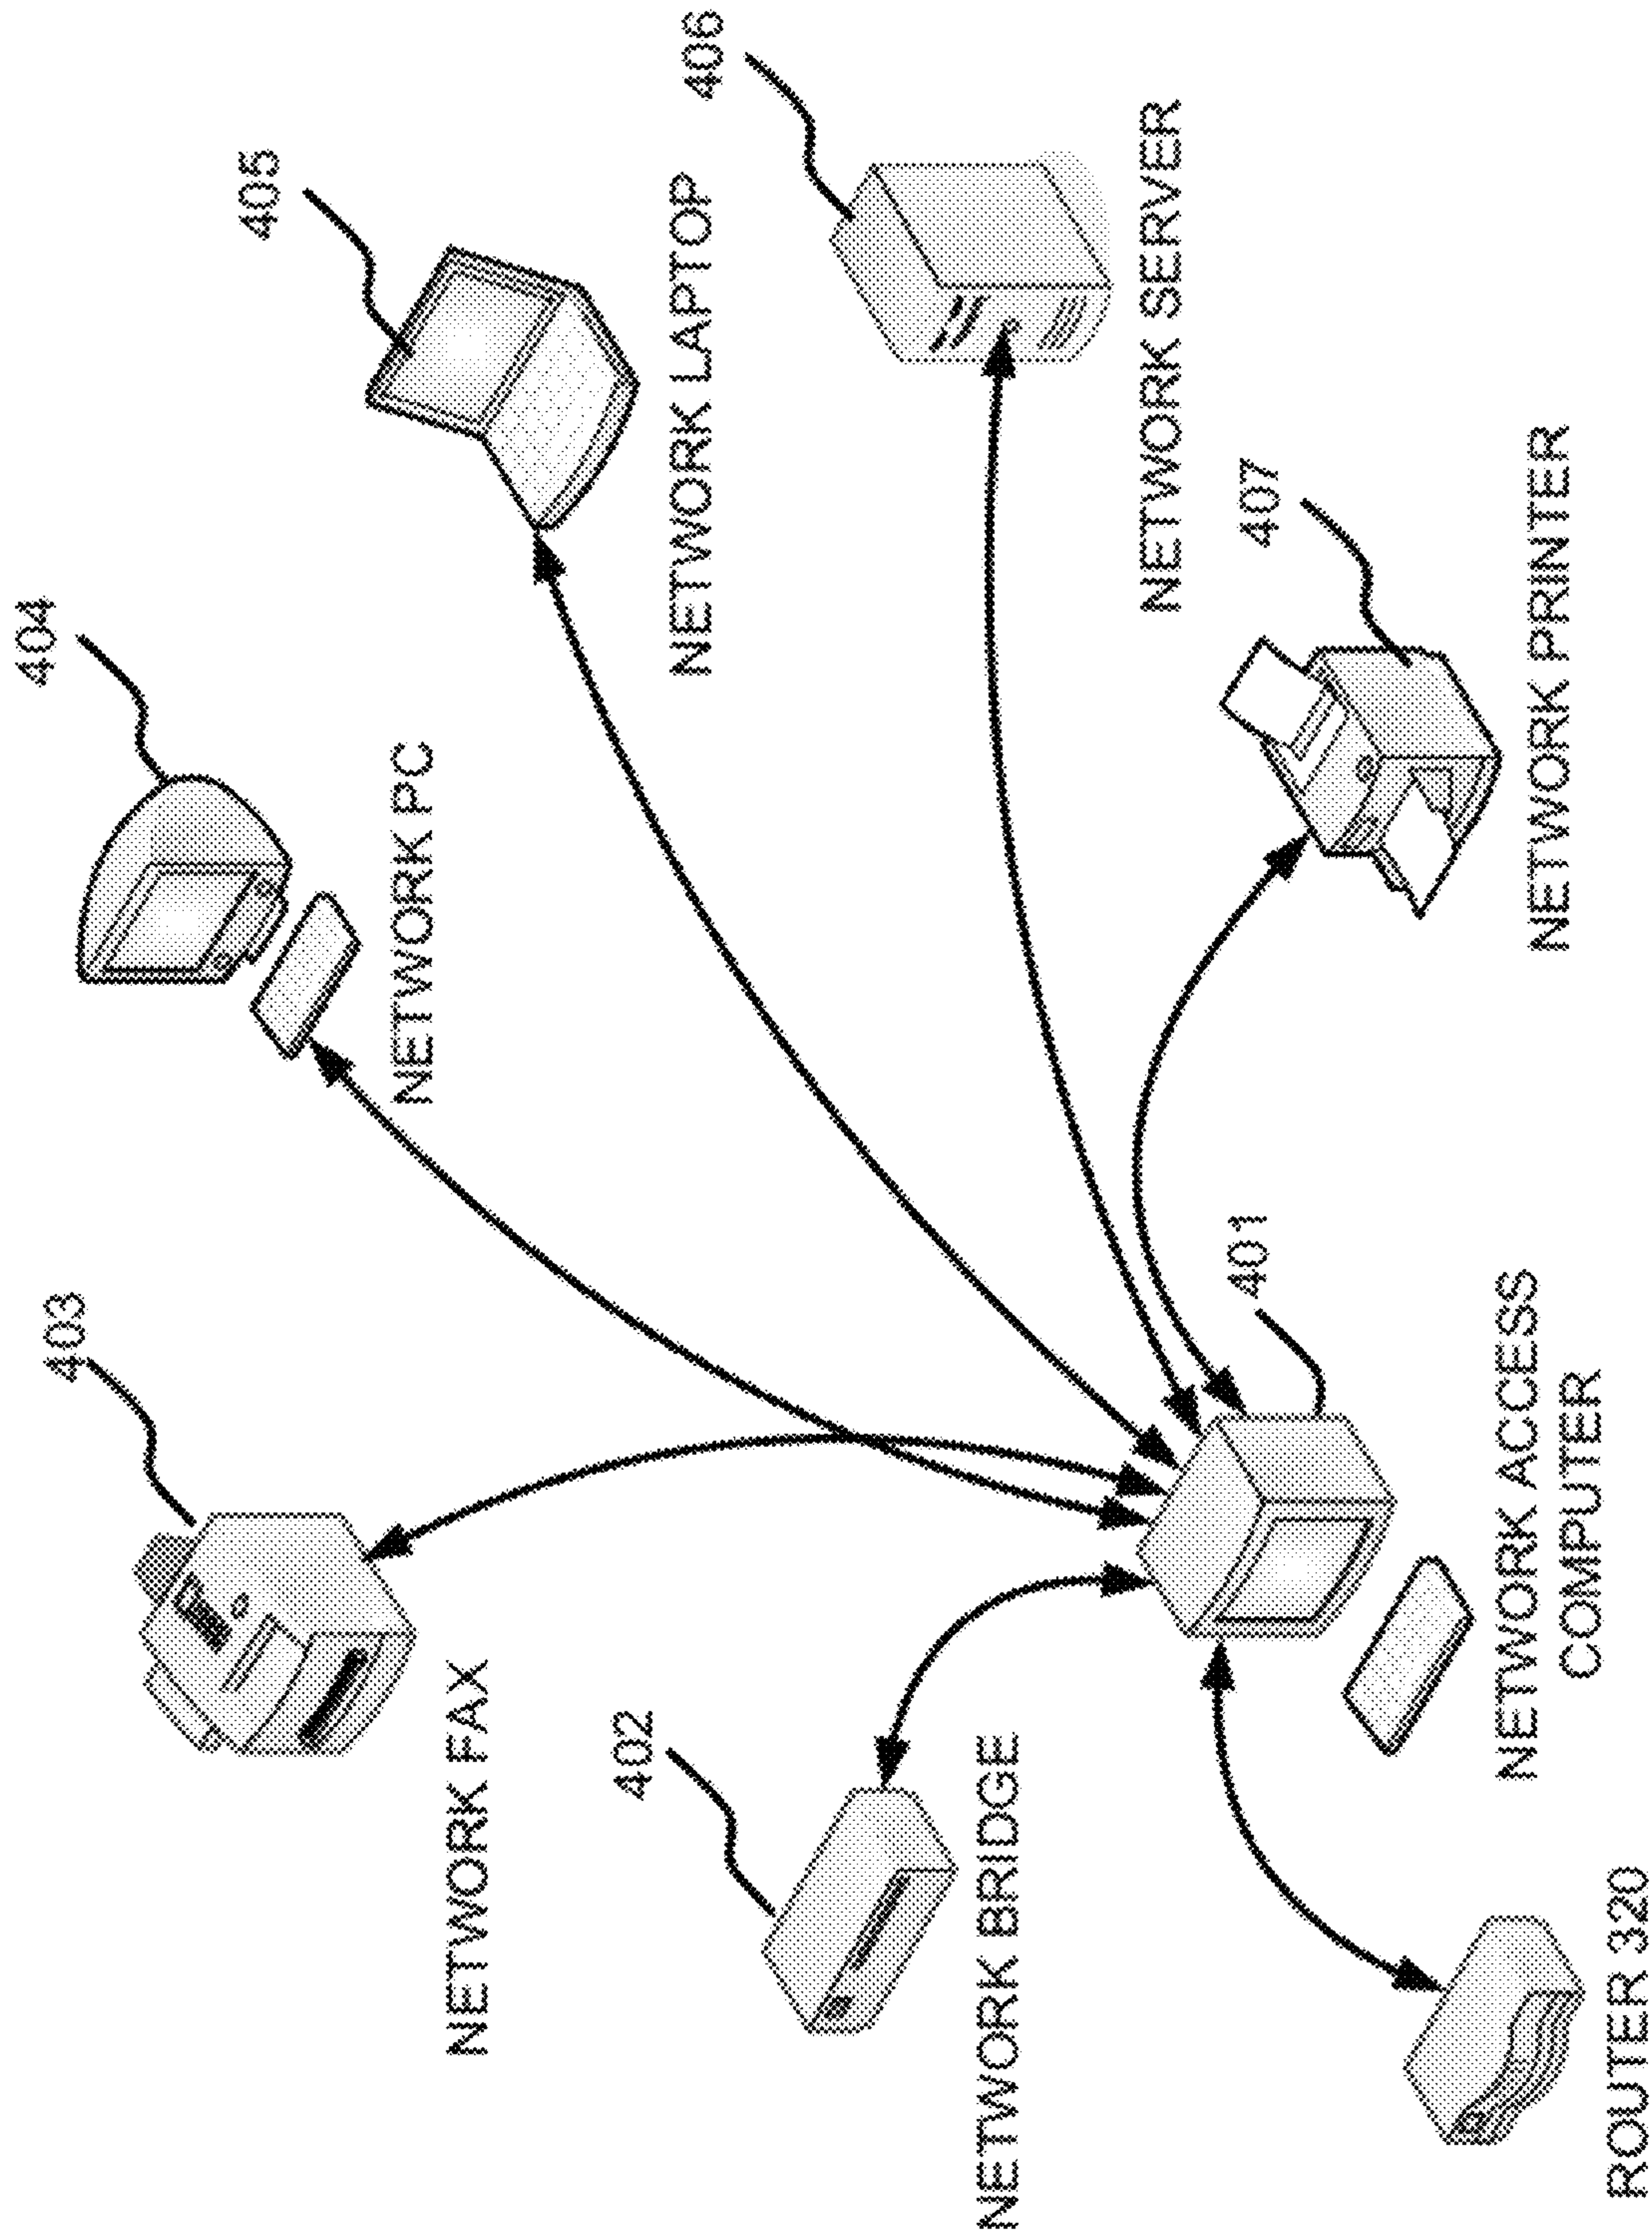 403
NETWORK FAX
404
NETWORK PC
405
NETWORK LAPTOP
402
NETWORK BRIDGE
406
NETWORK SERVER
401
NETWORK ACCESS
COMPUTER
407
NETWORK PRINTER
ROUTER 320